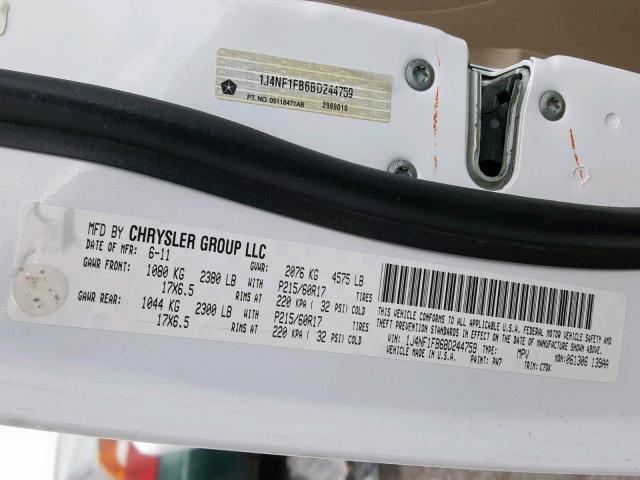 1J4NF1FB6BD244759
PT. NO. 05116471AB 2989010
MFD BY CHRYSLER GROUP LLC
DATE OF MFR: 6-11 GVWR: 2076 KG 4575 LB
GAWR FRONT: 1080 KG 2380 LB WITH P215/60R17 TIRES
17X6.5 RIMS AT 220 KPA ( 32 PSI) COLD
GAWR REAR: 1044 KG 2300 LB WITH P215/60R17 TIRES
17X6.5 RIMS AT 220 KPA ( 32 PSI) COLD
THIS VEHICLE CONFORMS TO ALL APPLICABLE U.S.A. FEDERAL MOTOR VEHICLE SAFETY AND
THEFT PREVENTION STANDARDS IN EFFECT ON THE DATE OF MANUFACTURE SHOWN ABOVE.
VIN: 1J4NF1FB6BD244759 TYPE: MPV MDH: 061306 139AA
VEHICLE MADE IN U.S.A. PAINT: PW7 TRIM: C7DK